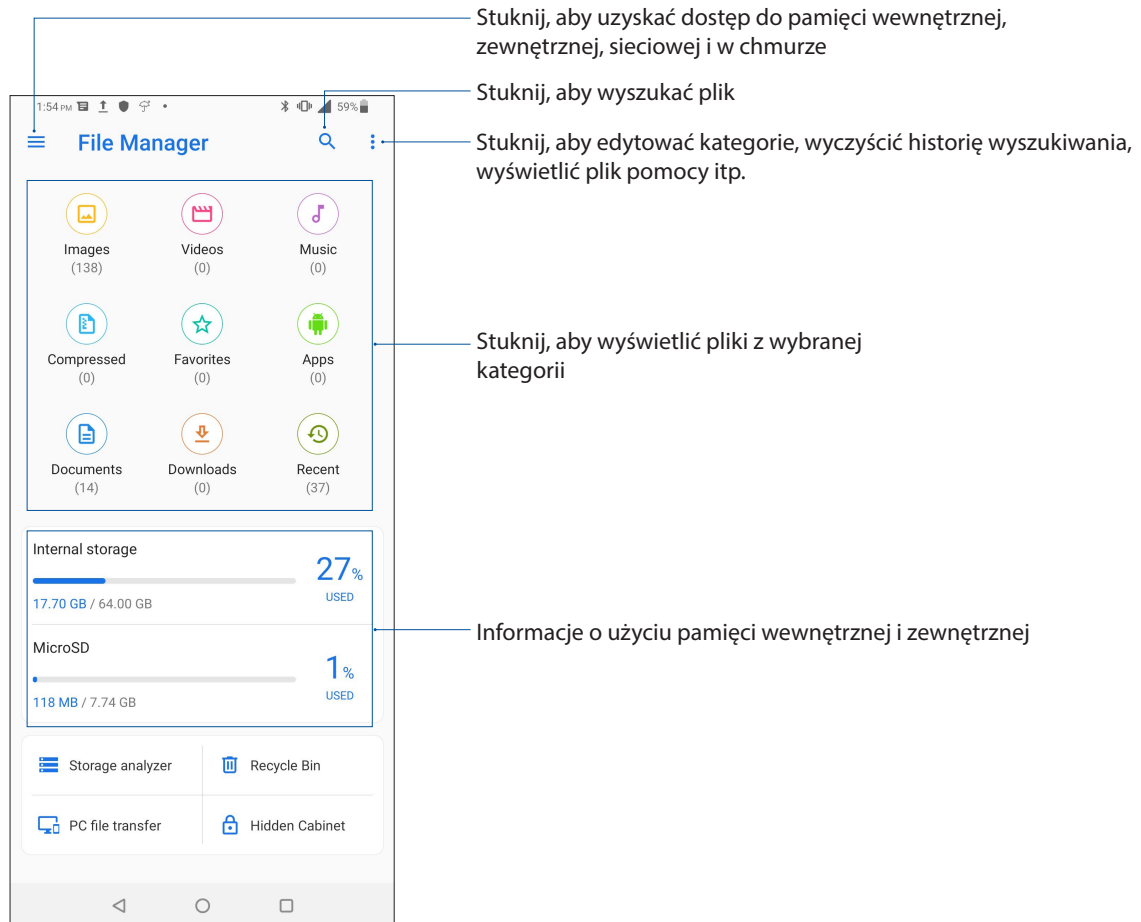 Stuknij, aby uzyskać dostęp do pamięci wewnętrznej,
zewnętrznej, sieciowej i w chmurze
Stuknij, aby wyszukać plik
Stuknij, aby edytować kategorie, wyczyścić historię wyszukiwania,
wyświetlić plik pomocy itp.
1:54 PM 59%
File Manager
Images Videos Music
(138) (0) (0)
Compressed Favorites Apps
(0) (0) (0)
Documents Downloads Recent
(14) (0) (37)
Stuknij, aby wyświetlić pliki z wybranej
kategorii
Internal storage
27%
USED
17.70 GB / 64.00 GB
MicroSD
1%
USED
118 MB / 7.74 GB
Informacje o użyciu pamięci wewnętrznej i zewnętrznej
Storage analyzer Recycle Bin
PC file transfer Hidden Cabinet